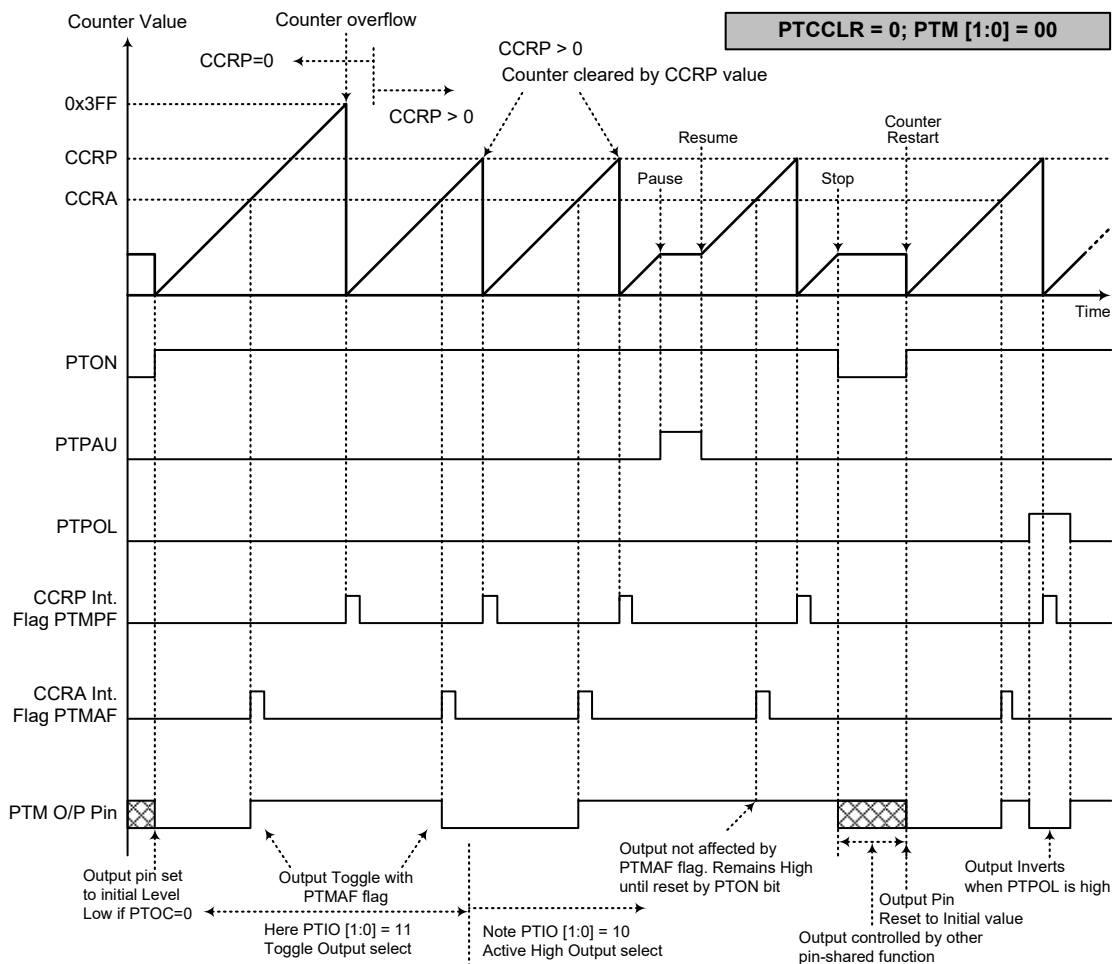 Counter Value
Counter overflow
PTCCLR = 0; PTM [1:0] = 00
CCRP=0
CCRP > 0
CCRP > 0
Counter cleared by CCRP value
0x3FF
CCRP
CCRA
Pause
Resume
Stop
Counter
Restart
Time
PTON
PTPAU
PTPOL
CCRP Int.
Flag PTMPF
CCRA Int.
Flag PTMAF
PTM O/P Pin
Output pin set
to initial Level
Low if PTOC=0
Output Toggle with
PTMAF flag
Here PTIO [1:0] = 11
Toggle Output select
Note PTIO [1:0] = 10
Active High Output select
Output not affected by
PTMAF flag. Remains High
until reset by PTON bit
Output Pin
Reset to Initial value
Output controlled by other
pin-shared function
Output Inverts
when PTPOL is high